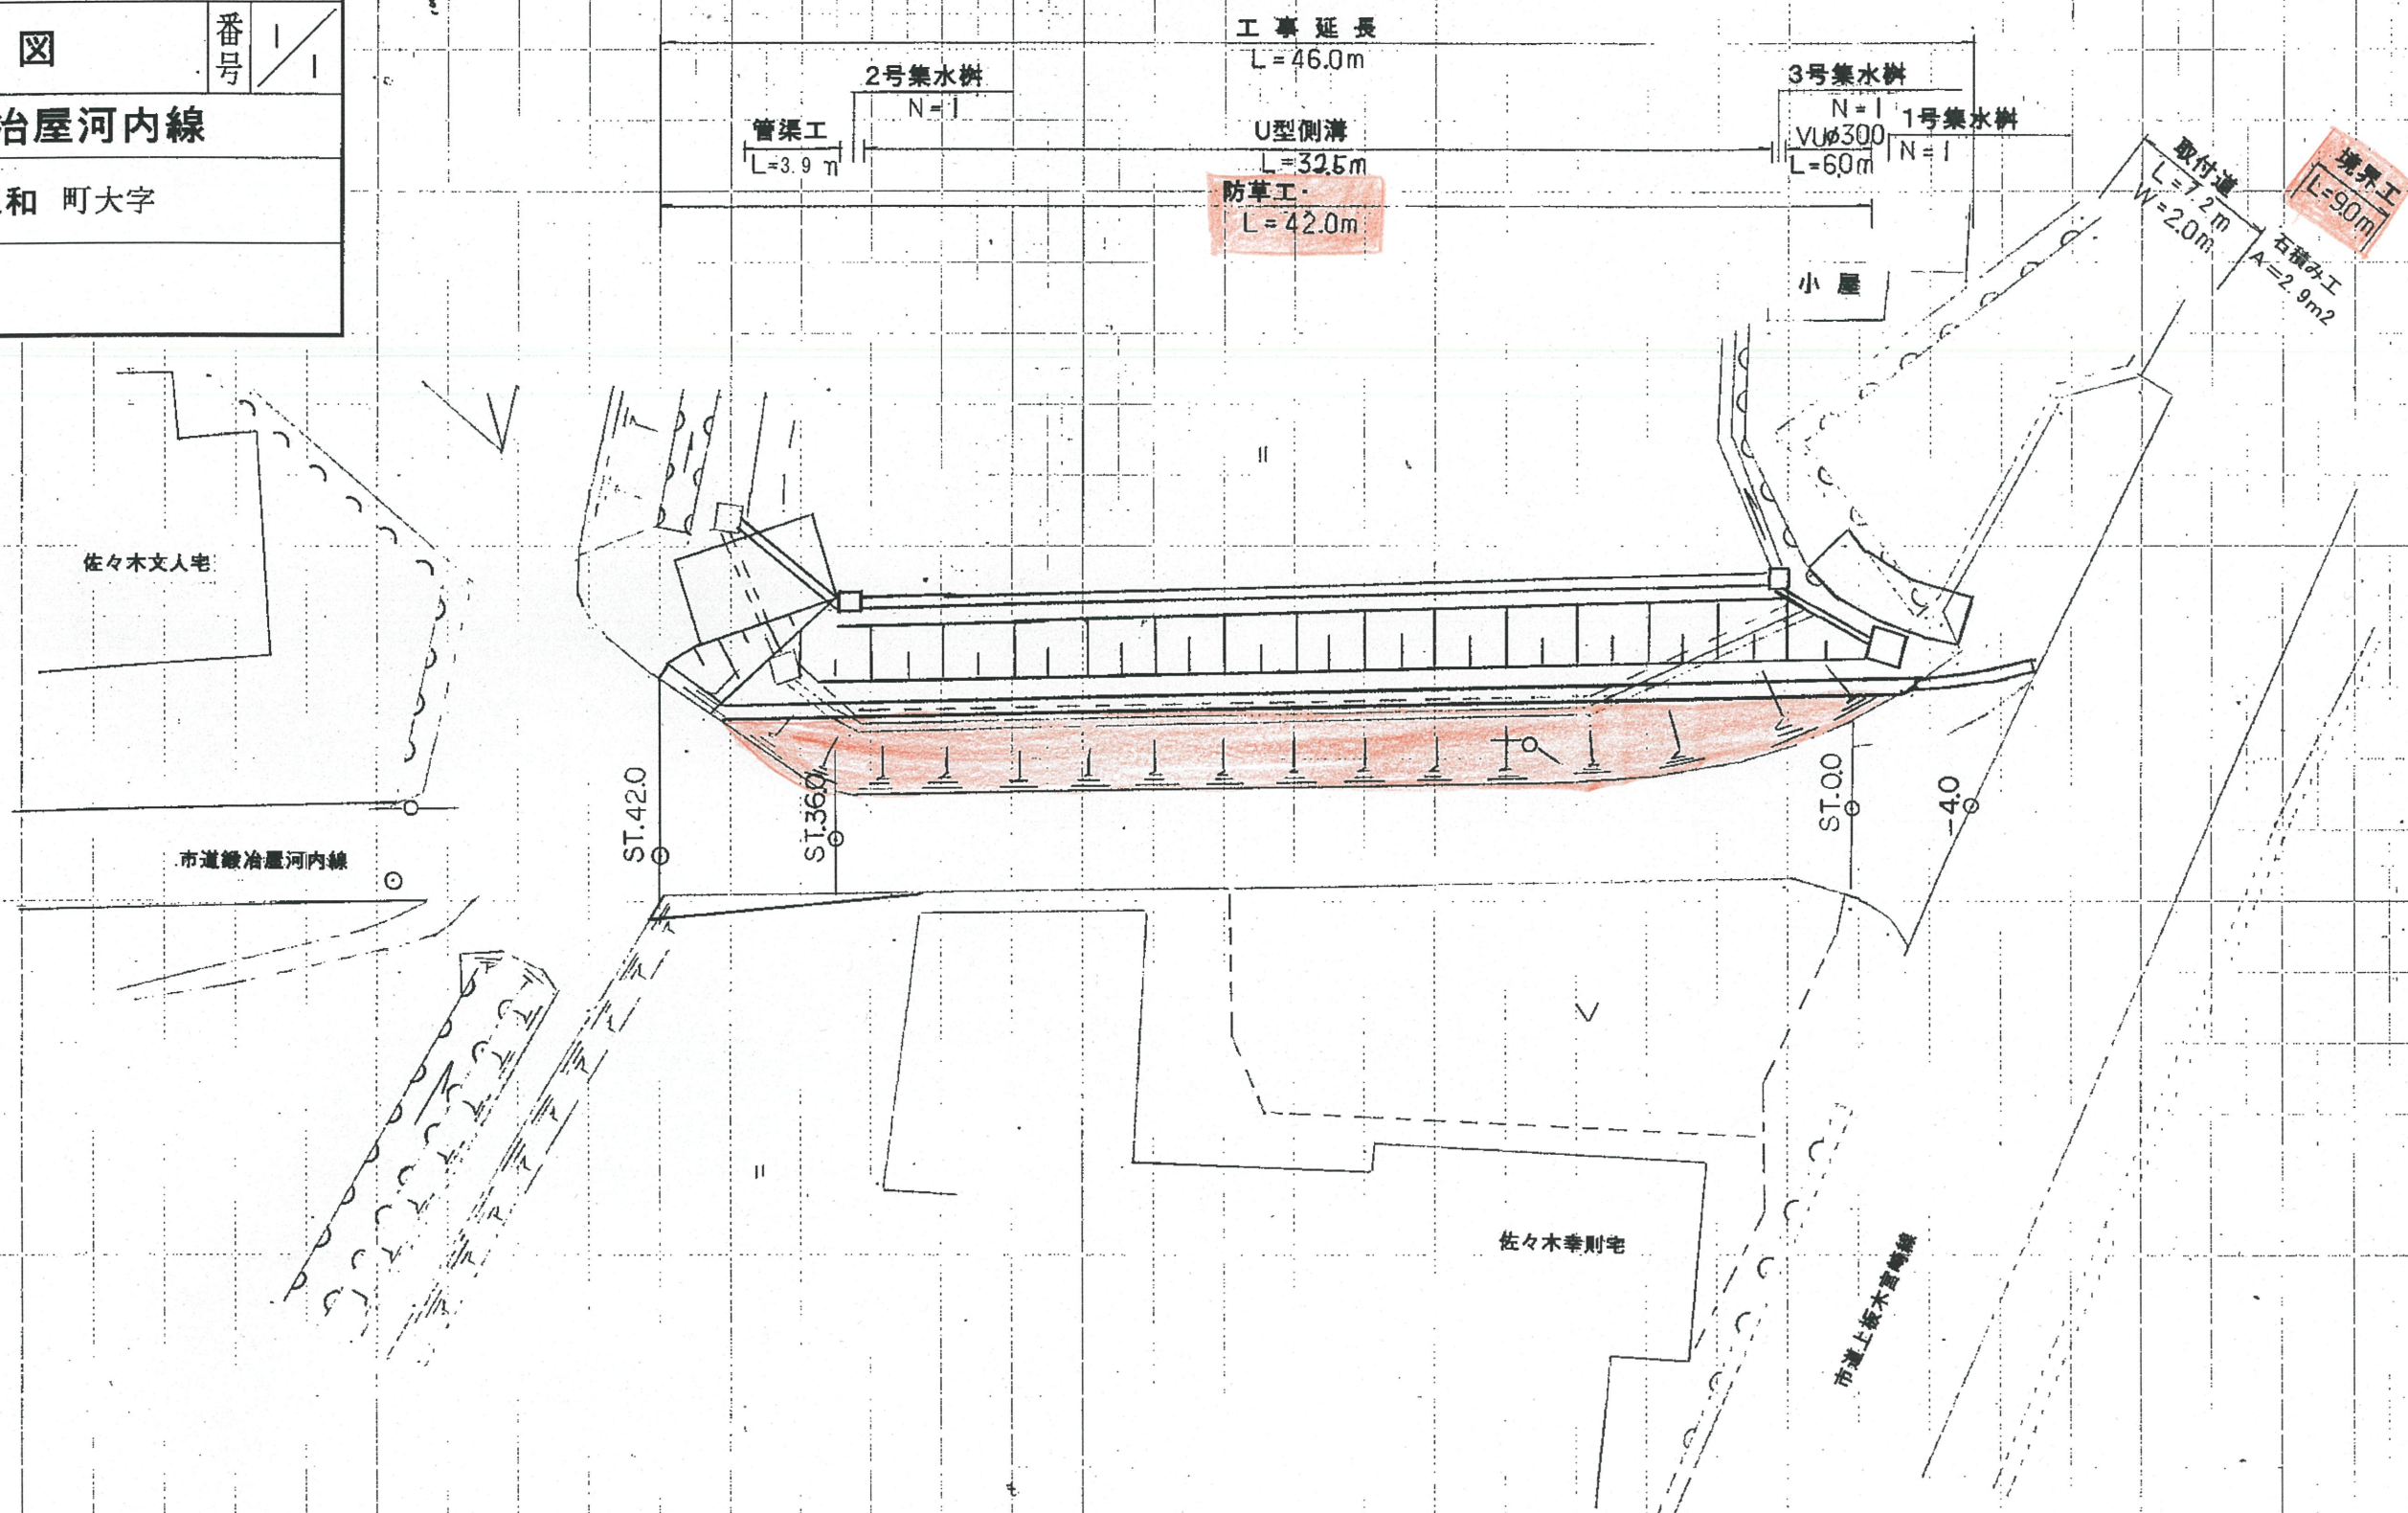 図
番号
1/1
冶屋河内線
和 町大字
工事延長
L=46.0m
2号集水桝
N=1
3号集水桝
N=1
1号集水桝
N=1
管渠工
L=3.9 m
U型側溝
L=32.5m
VUφ300
L=6.0m
防草工
L=42.0m
取付道
L=7.2m
W=2.0m
境界工
L=9.0m
石積み工
A=2.9m2
小屋
佐々木文人宅
市道鍛冶屋河内線
ST.42.0
ST.36.0
ST.0.0
-4.0
佐々木幸則宅
市道上板木宮崎線